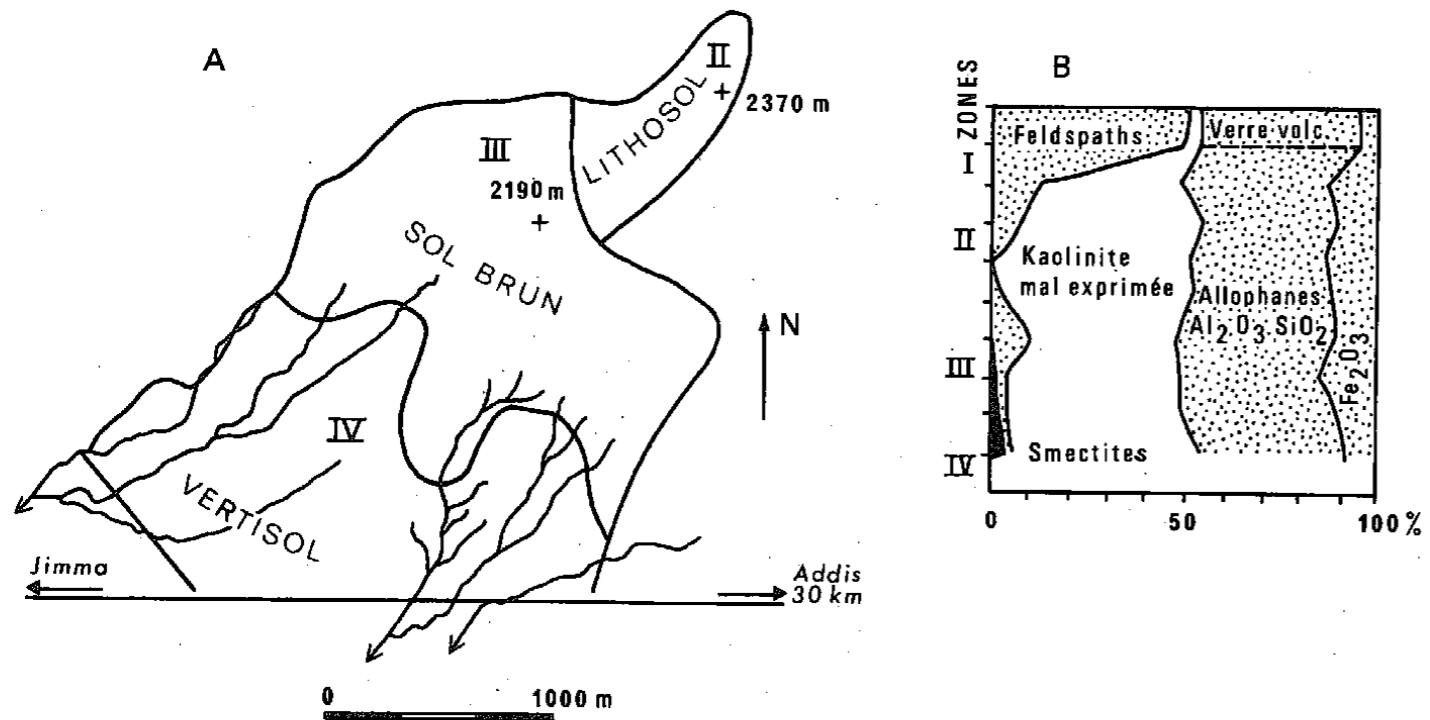 A
II
LITHOSOL
2370 m
III
2190 m
SOL BRUN
N
IV
VERTISOL
Jimma
Addis
30 km
0 1000 m
B
ZONES
I
II
III
IV
Feldspaths
Verre volc.
Kaolinite
mal exprimée
Allophanes
Al₂O₃ SiO₂
Fe₂O₃
Smectites
0 50 100 %